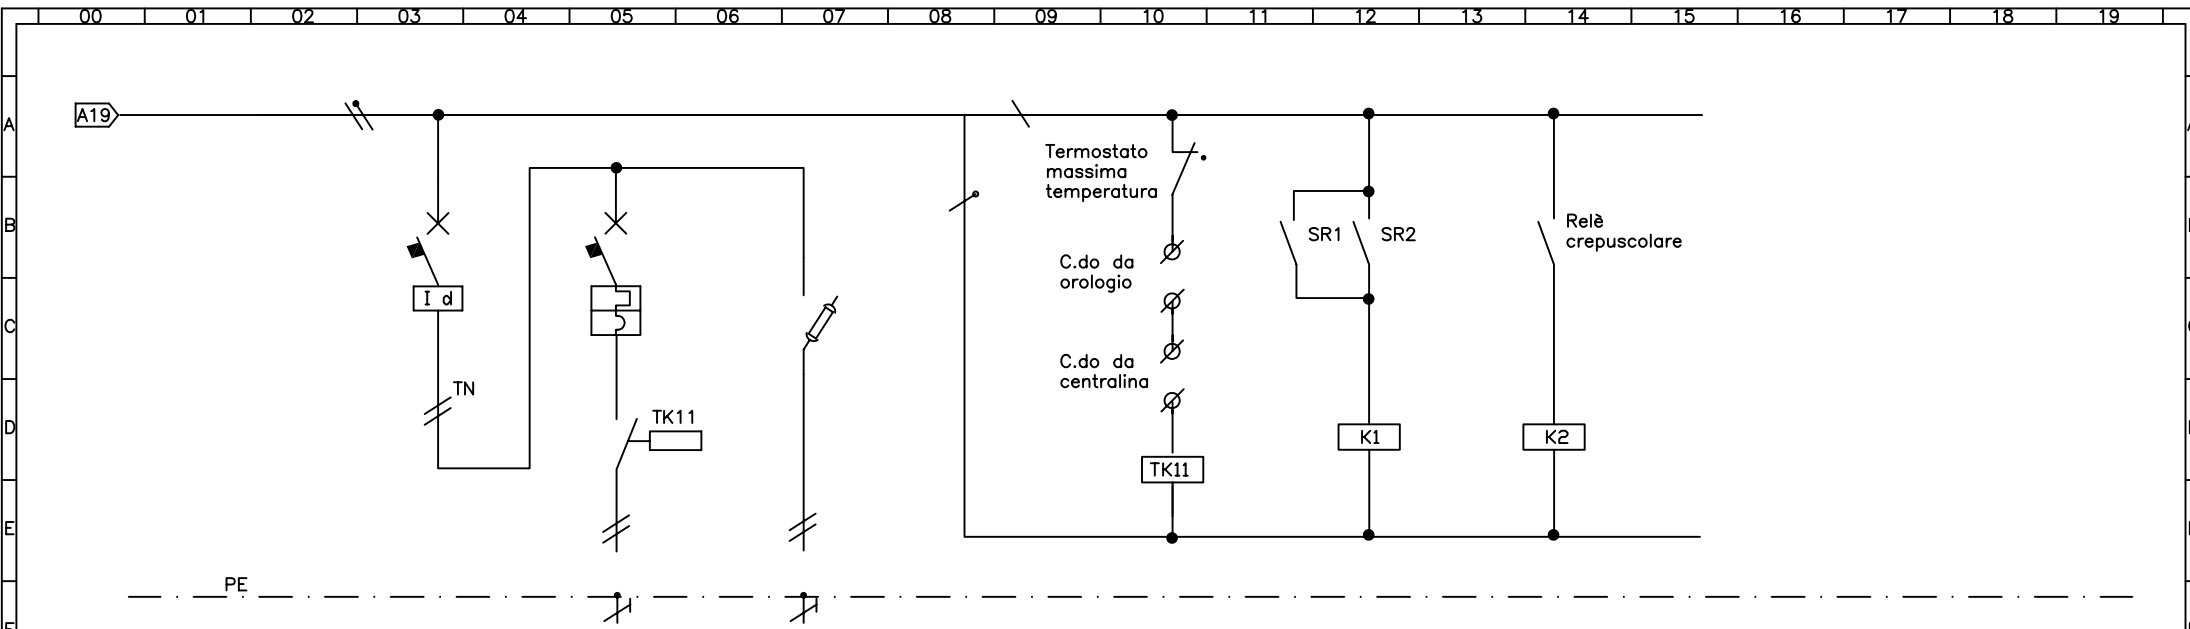 00 01 02 03 04 05 06 07 08 09 10 11 12 13 14 15 16 17 18 19
A19
A
Termostato
massima
temperatura
B
SR1
SR2
Relè
crepuscolare
C.do da
orologio
I d
C
C.do da
centralina
TN
TK11
D
K1
K2
TK11
E
PE